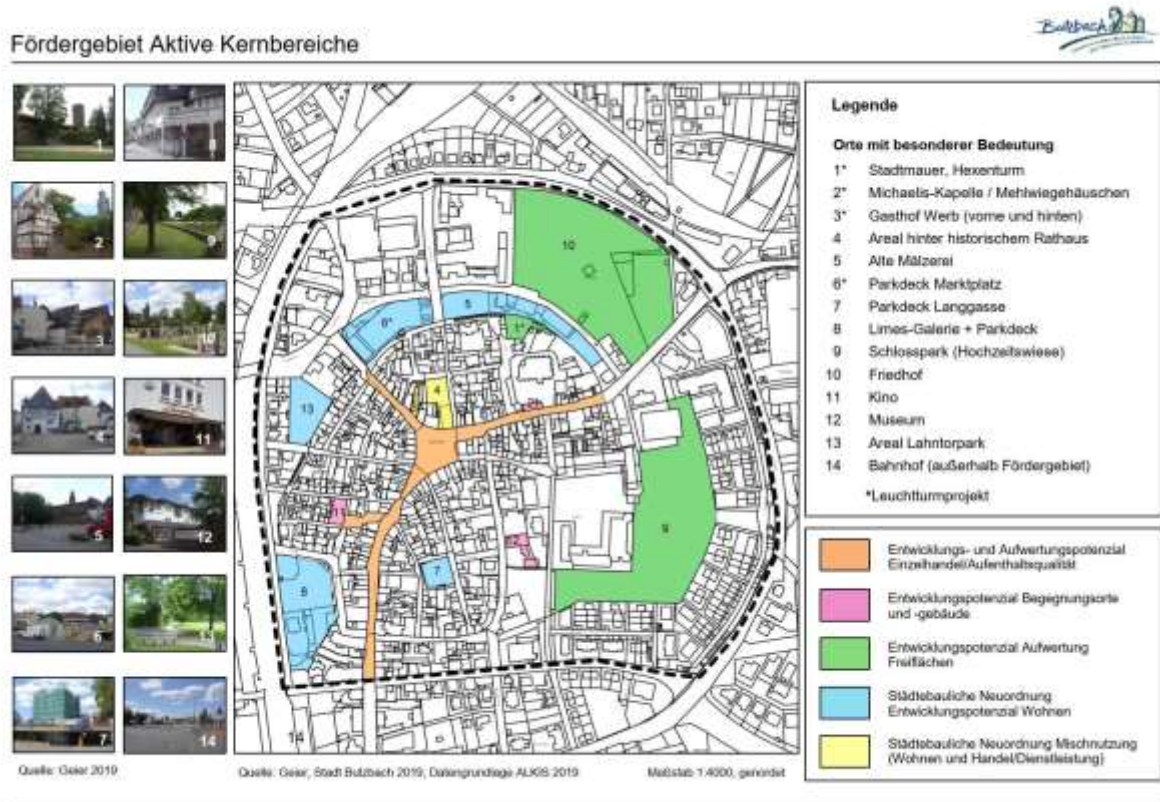 Butzbach
Fördergebiet Aktive Kernbereiche
1
8
2
9
3
10
4
11
5
12
6
13
7
14
Quelle: Geier 2019
10
5
6*
1*
4
13
11
9
7
8
14
Quelle: Geier, Stadt Butzbach 2019, Datengrundlage ALKIS 2019
Maßstab 1:4000, genordet
Legende
Orte mit besonderer Bedeutung
1* Stadtmauer, Hexenturm
2* Michaelis-Kapelle / Mehlwiegehäuschen
3* Gasthof Werb (vorne und hinten)
4 Areal hinter historischem Rathaus
5 Alte Mälzerei
6* Parkdeck Marktplatz
7 Parkdeck Langgasse
8 Limes-Galerie + Parkdeck
9 Schlosspark (Hochzeitswiese)
10 Friedhof
11 Kino
12 Museum
13 Areal Lahntorpark
14 Bahnhof (außerhalb Fördergebiet)
*Leuchtturmprojekt
Entwicklungs- und Aufwertungspotenzial
Einzelhandel/Aufenthaltsqualität
Entwicklungspotenzial Begegnungsorte
und -gebäude
Entwicklungspotenzial Aufwertung
Freiflächen
Städtebauliche Neuordnung
Entwicklungspotenzial Wohnen
Städtebauliche Neuordnung Mischnutzung
(Wohnen und Handel/Dienstleistung)